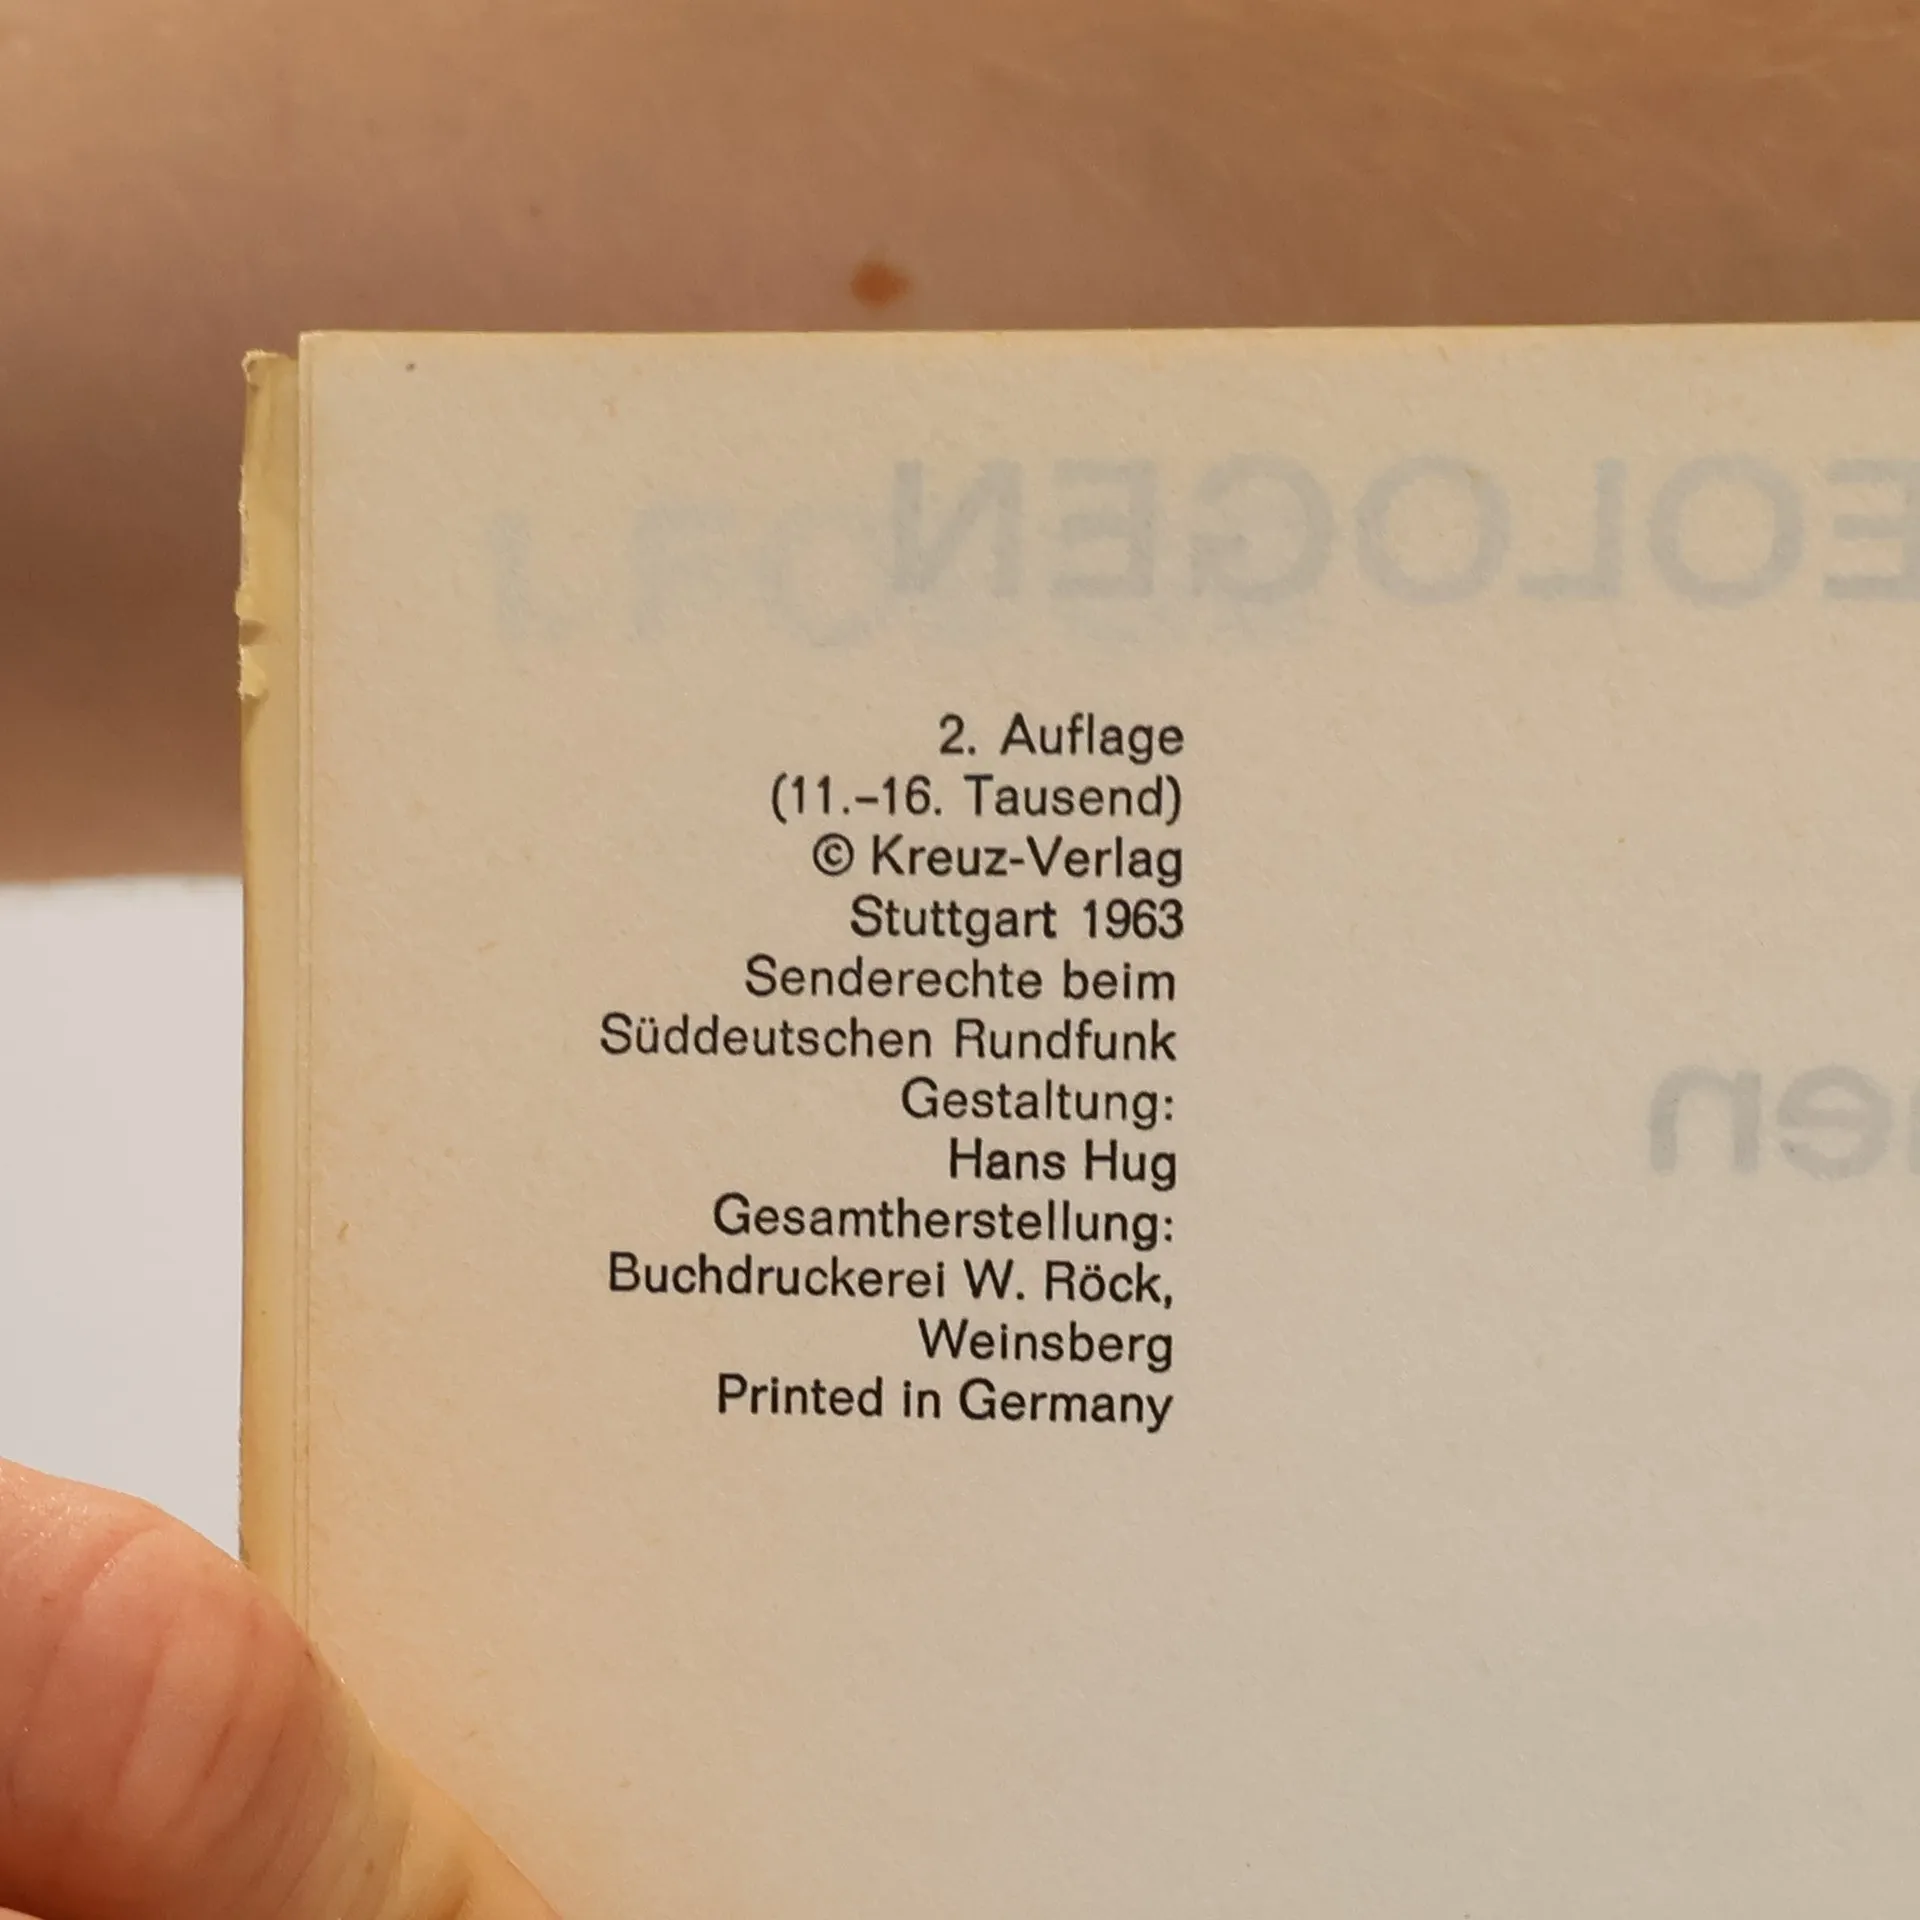 EOLOGEN
2. Auflage
(11.–16. Tausend)
© Kreuz-Verlag
Stuttgart 1963
Senderechte beim
Süddeutschen Rundfunk
Gestaltung:
Hans Hug
Gesamtherstellung:
Buchdruckerei W. Röck,
Weinsberg
Printed in Germany